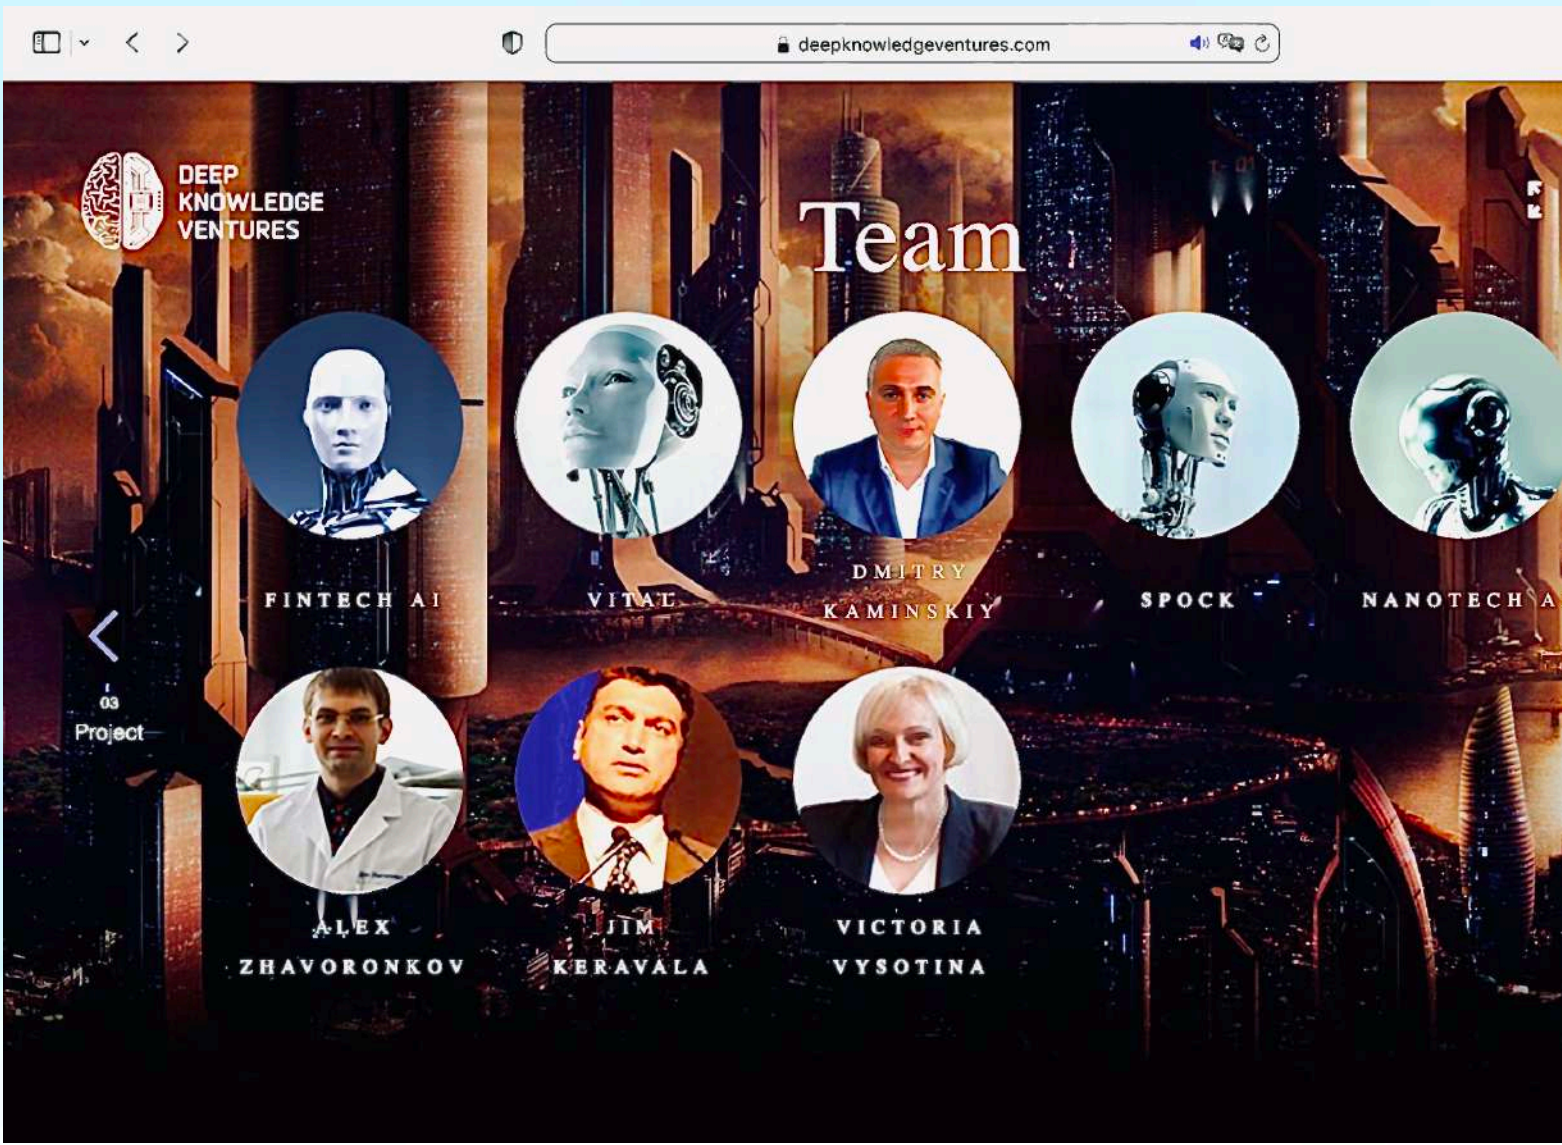 deepknowledgeventures.com
DEEP
KNOWLEDGE
VENTURES
Team
FINTECH AI
VITAL
DMITRY
KAMINSKIY
SPOCK
NANOTECH A
03
Project
ALEX
ZHAVORONKOV
JIM
KERAVALA
VICTORIA
VYSOTINA